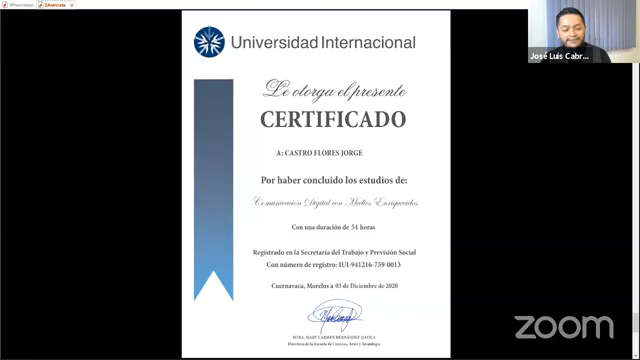 2Animate
José Luis Cabr...
Universidad Internacional
Le otorga el presente
CERTIFICADO
A: CASTRO FLORES JORGE
Por haber concluido los estudios de:
Comunicación Digital con Medios Enriquecidos
Con una duración de 54 horas
Registrado en la Secretaría del Trabajo y Previsión Social
Con número de registro: IUI-941216-759-0013
Cuernavaca, Morelos a 03 de Diciembre de 2020
MTRA. MARY CARMEN HERNÁNDEZ GATICA
Directora de la Escuela de Ciencias, Artes y Tecnología
zoom